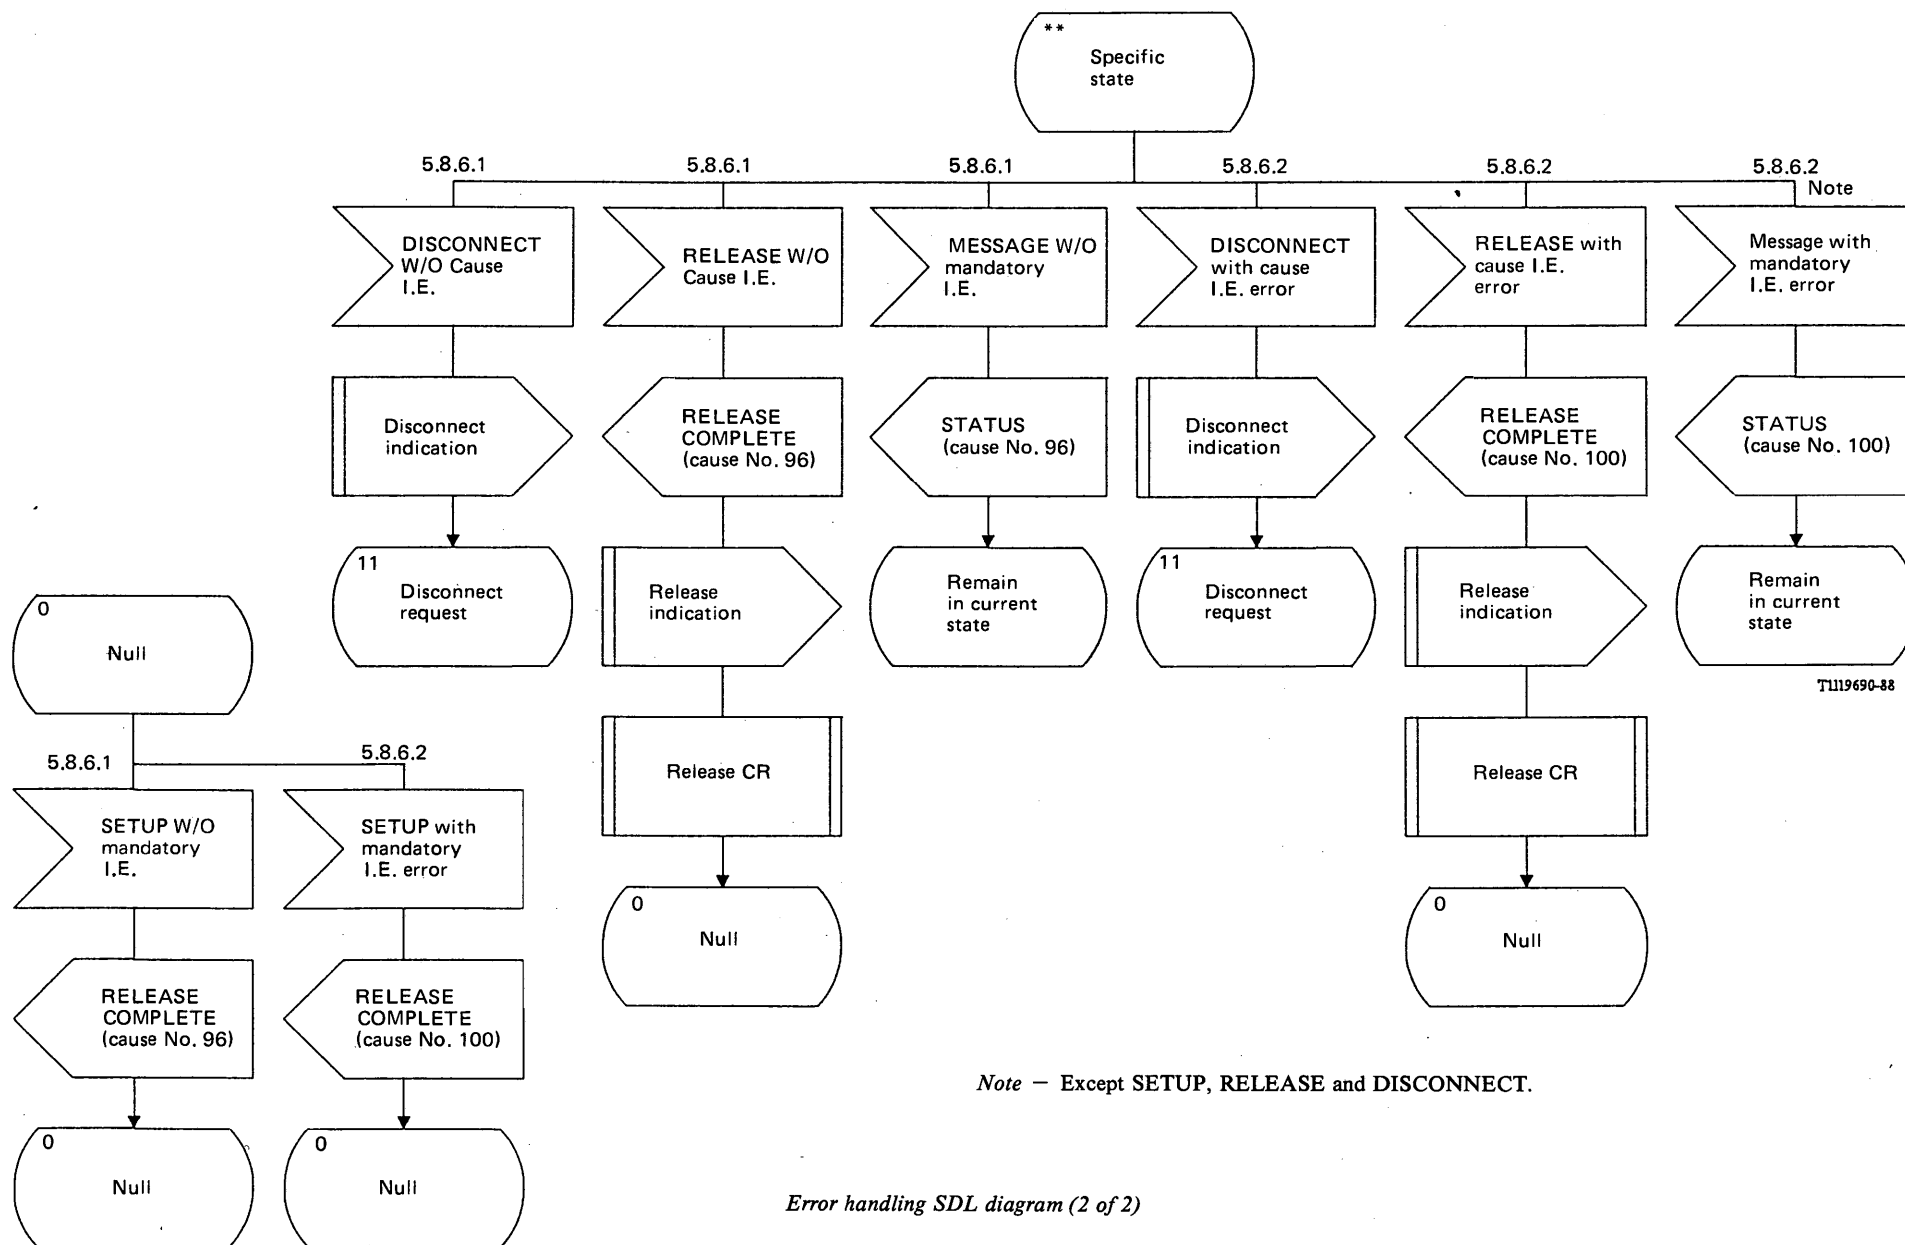 **
Specific
state
5.8.6.1
5.8.6.1
5.8.6.1
5.8.6.2
5.8.6.2
5.8.6.2
Note
DISCONNECT
W/O Cause
I.E.
RELEASE W/O
Cause I.E.
MESSAGE W/O
mandatory
I.E.
DISCONNECT
with cause
I.E. error
RELEASE with
cause I.E.
error
Message with
mandatory
I.E. error
Disconnect
indication
RELEASE
COMPLETE
(cause No. 96)
STATUS
(cause No. 96)
Disconnect
indication
RELEASE
COMPLETE
(cause No. 100)
STATUS
(cause No. 100)
11
Disconnect
request
Release
indication
Remain
in current
state
11
Disconnect
request
Release
indication
Remain
in current
state
T1119690-88
Release CR
Release CR
0
Null
0
Null
0
Null
5.8.6.1
5.8.6.2
SETUP W/O
mandatory
I.E.
SETUP with
mandatory
I.E. error
RELEASE
COMPLETE
(cause No. 96)
RELEASE
COMPLETE
(cause No. 100)
0
Null
0
Null
Note — Except SETUP, RELEASE and DISCONNECT.
Error handling SDL diagram (2 of 2)